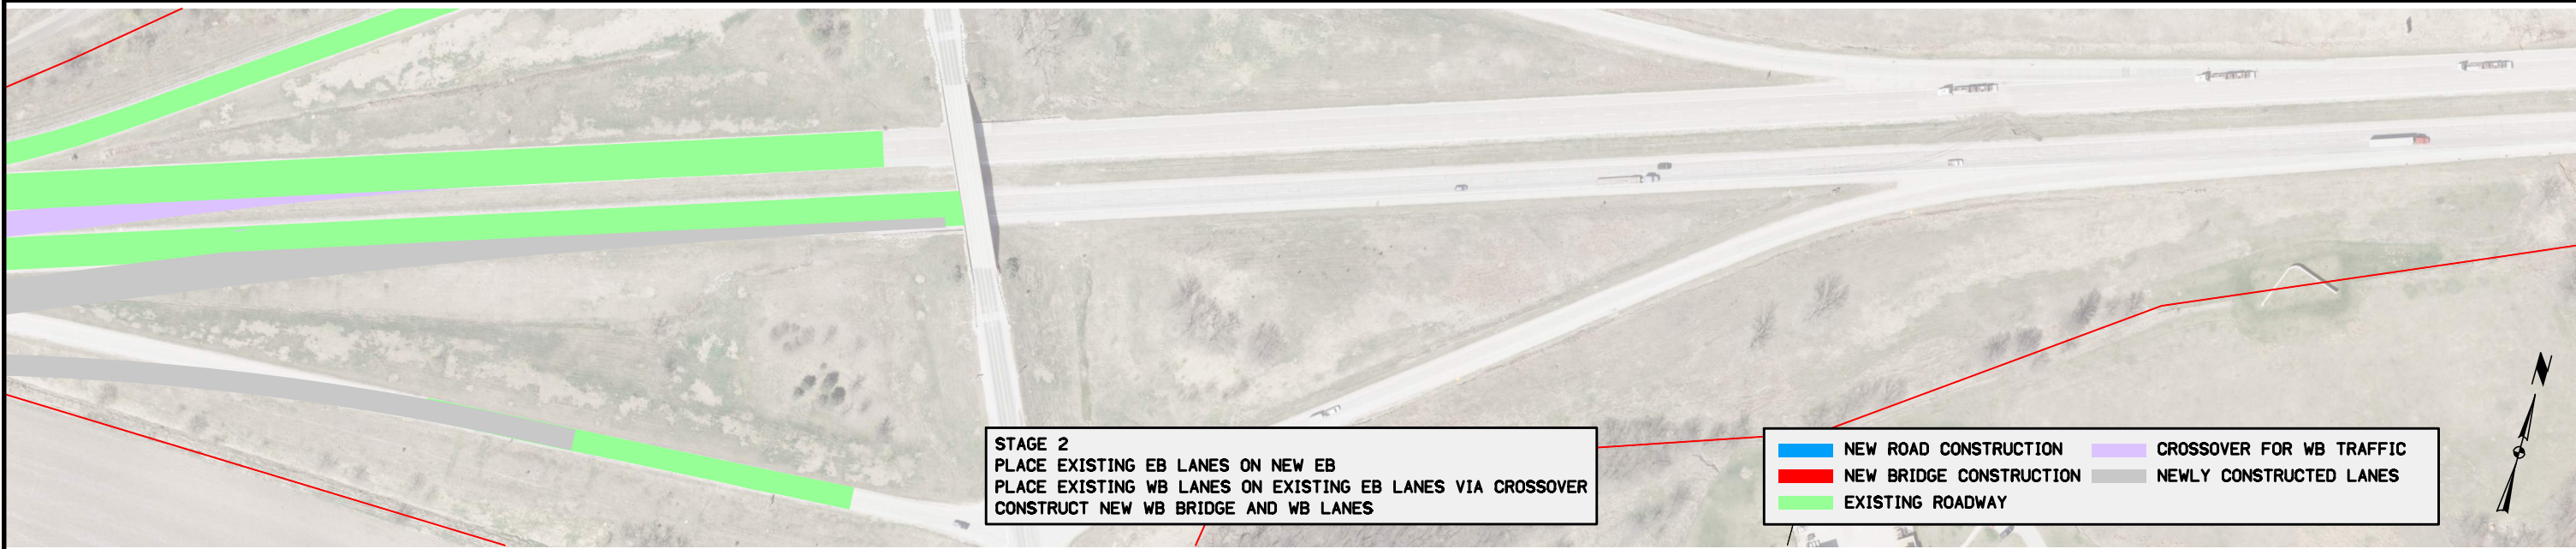 STAGE 2
PLACE EXISTING EB LANES ON NEW EB
PLACE EXISTING WB LANES ON EXISTING EB LANES VIA CROSSOVER
CONSTRUCT NEW WB BRIDGE AND WB LANES
NEW ROAD CONSTRUCTION
NEW BRIDGE CONSTRUCTION
EXISTING ROADWAY
CROSSOVER FOR WB TRAFFIC
NEWLY CONSTRUCTED LANES
N